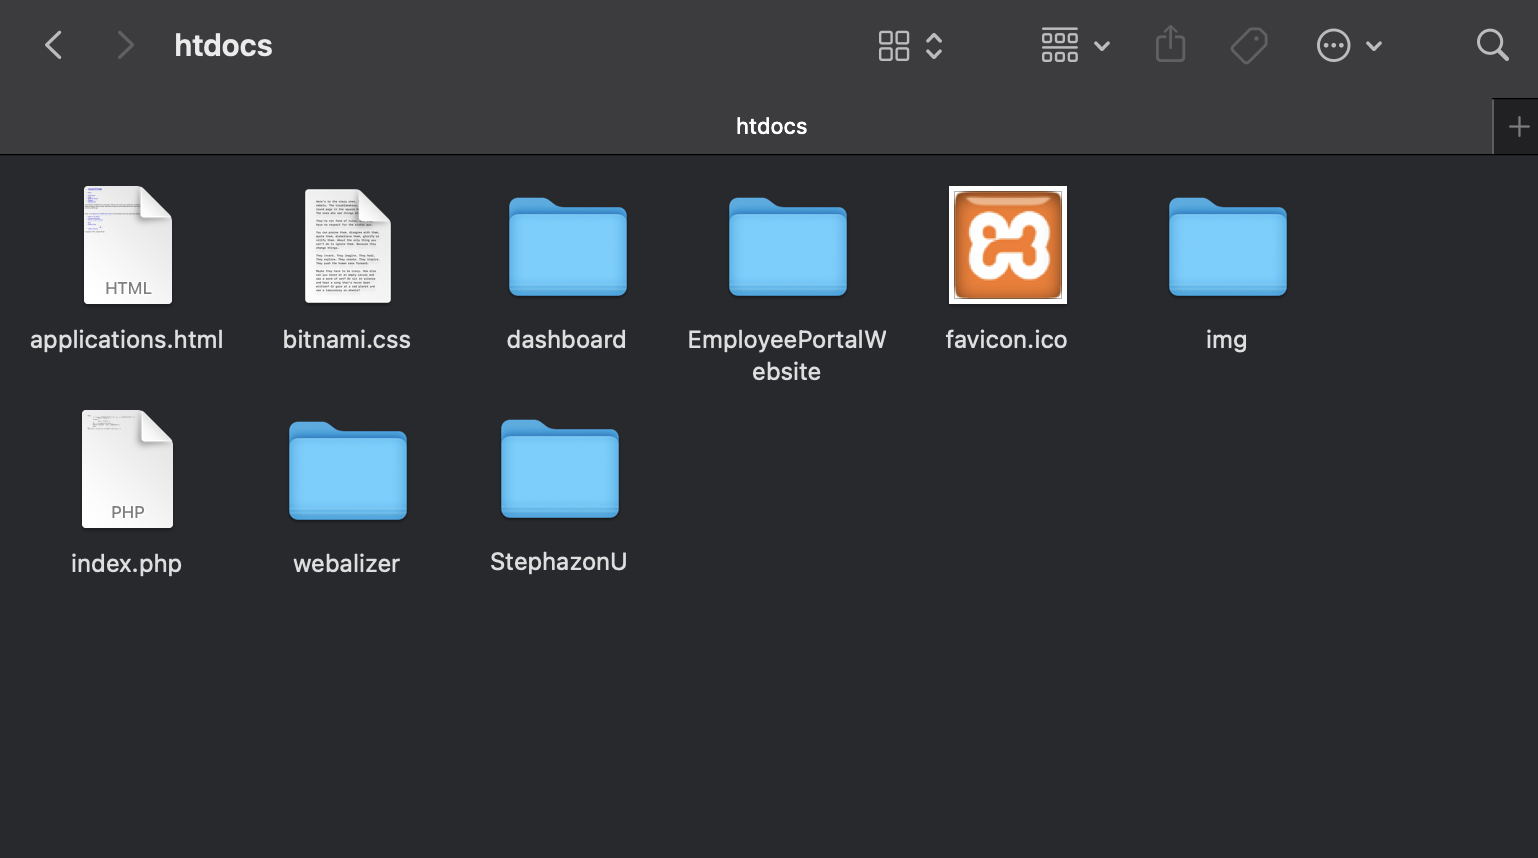 htdocs
htdocs
HTML
applications.html
bitnami.css
dashboard
EmployeePortalW
ebsite
favicon.ico
img
PHP
index.php
webalizer
StephazonU